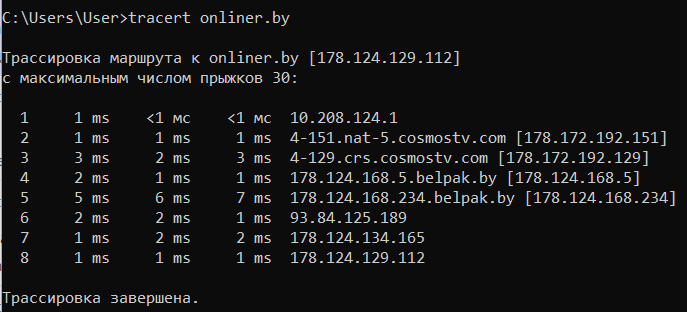 C:\Users\User>tracert onliner.by
Трассировка маршрута к onliner.by [178.124.129.112]
с максимальным числом прыжков 30:
1 1 ms <1 мс <1 мс 10.208.124.1
2 1 ms 1 ms 1 ms 4-151.nat-5.cosmostv.com [178.172.192.151]
3 3 ms 2 ms 3 ms 4-129.crs.cosmostv.com [178.172.192.129]
4 2 ms 1 ms 1 ms 178.124.168.5.belpak.by [178.124.168.5]
5 5 ms 6 ms 7 ms 178.124.168.234.belpak.by [178.124.168.234]
6 2 ms 2 ms 1 ms 93.84.125.189
7 1 ms 2 ms 2 ms 178.124.134.165
8 1 ms 1 ms 1 ms 178.124.129.112
Трассировка завершена.